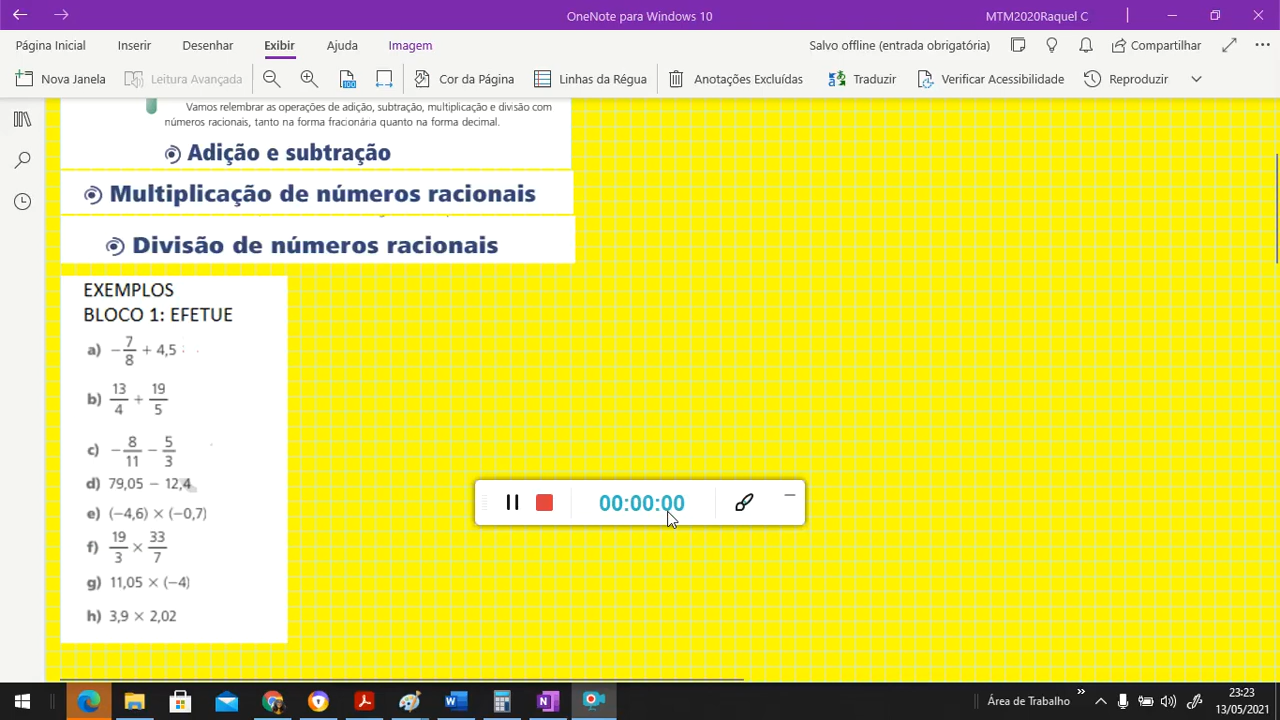 OneNote para Windows 10
MTM2020Raquel C
Página Inicial Inserir Desenhar Exibir Ajuda Imagem
Salvo offline (entrada obrigatória) Compartilhar
Nova Janela Leitura Avançada 100 Cor da Página Linhas da Régua Anotações Excluídas Traduzir Verificar Acessibilidade Reproduzir
Vamos relembrar as operações de adição, subtração, multiplicação e divisão com
números racionais, tanto na forma fracionária quanto na forma decimal.
Adição e subtração
Multiplicação de números racionais
Divisão de números racionais
EXEMPLOS
BLOCO 1: EFETUE
a) −7/8 + 4,5
b) 13/4 + 19/5
c) −8/11 − 5/3
d) 79,05 − 12,4
e) (−4,6) × (−0,7)
f) 19/3 × 33/7
g) 11,05 × (−4)
h) 3,9 × 2,02
00:00:00
Área de Trabalho
23:23
13/05/2021